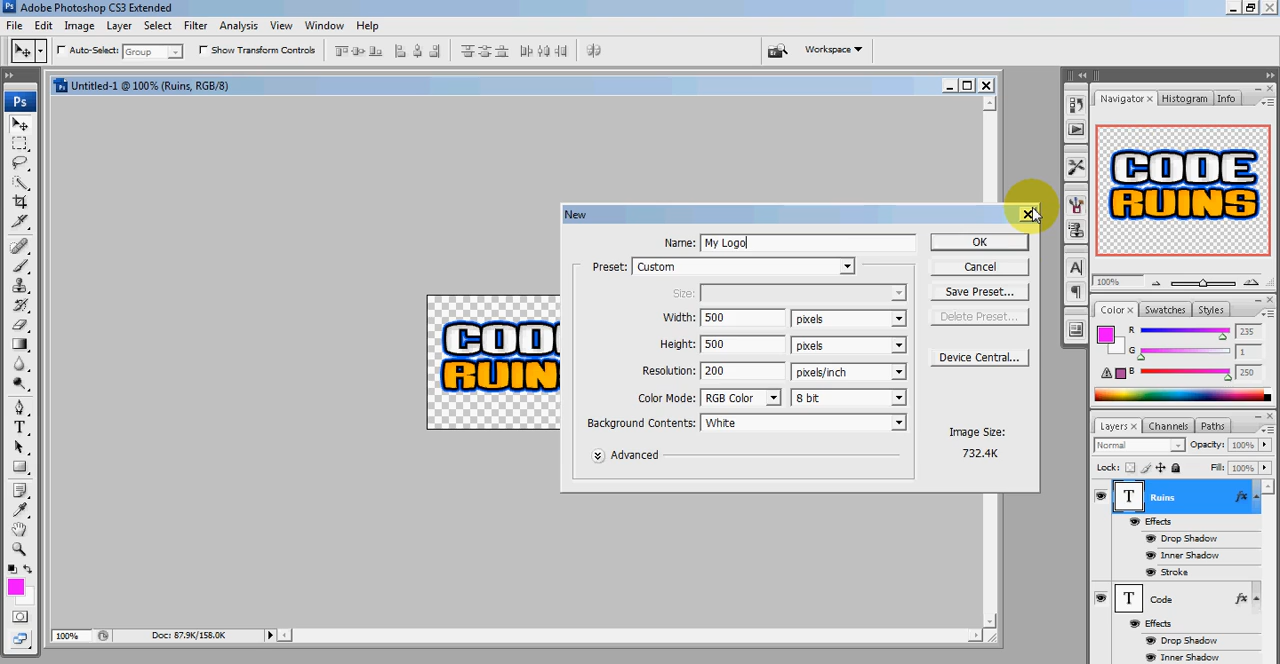 Adobe Photoshop CS3 Extended
File Edit Image Layer Select Filter Analysis View Window Help
Auto-Select: Group Show Transform Controls Workspace
Ps
Untitled-1 @ 100% (Ruins, RGB/8)
Navigator Histogram Info
CODE
RUINS
100%
New
Name: My Logo OK
Preset: Custom Cancel
Size: Save Preset...
Width: 500 pixels Delete Preset...
Height: 500 pixels
Device Central...
Resolution: 200 pixels/inch
Color Mode: RGB Color 8 bit
Background Contents: White
Image Size:
732.4K
Advanced
Color Swatches Styles
R 235
G 1
B 250
Layers Channels Paths
Normal Opacity: 100%
Lock: Fill: 100%
T Ruins fx
Effects
Drop Shadow
Inner Shadow
Stroke
T Code fx
Effects
Drop Shadow
Inner Shadow
100% Doc: 87.9K/158.0K